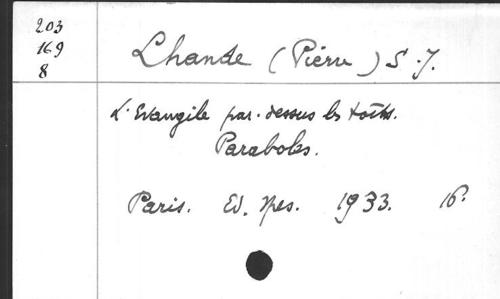 203
169
8
Lhande (Pierre) S.J.
L'Evangile par-dessus les toits.
Paraboles.
Paris. Ed. Spes. 1933. 16°